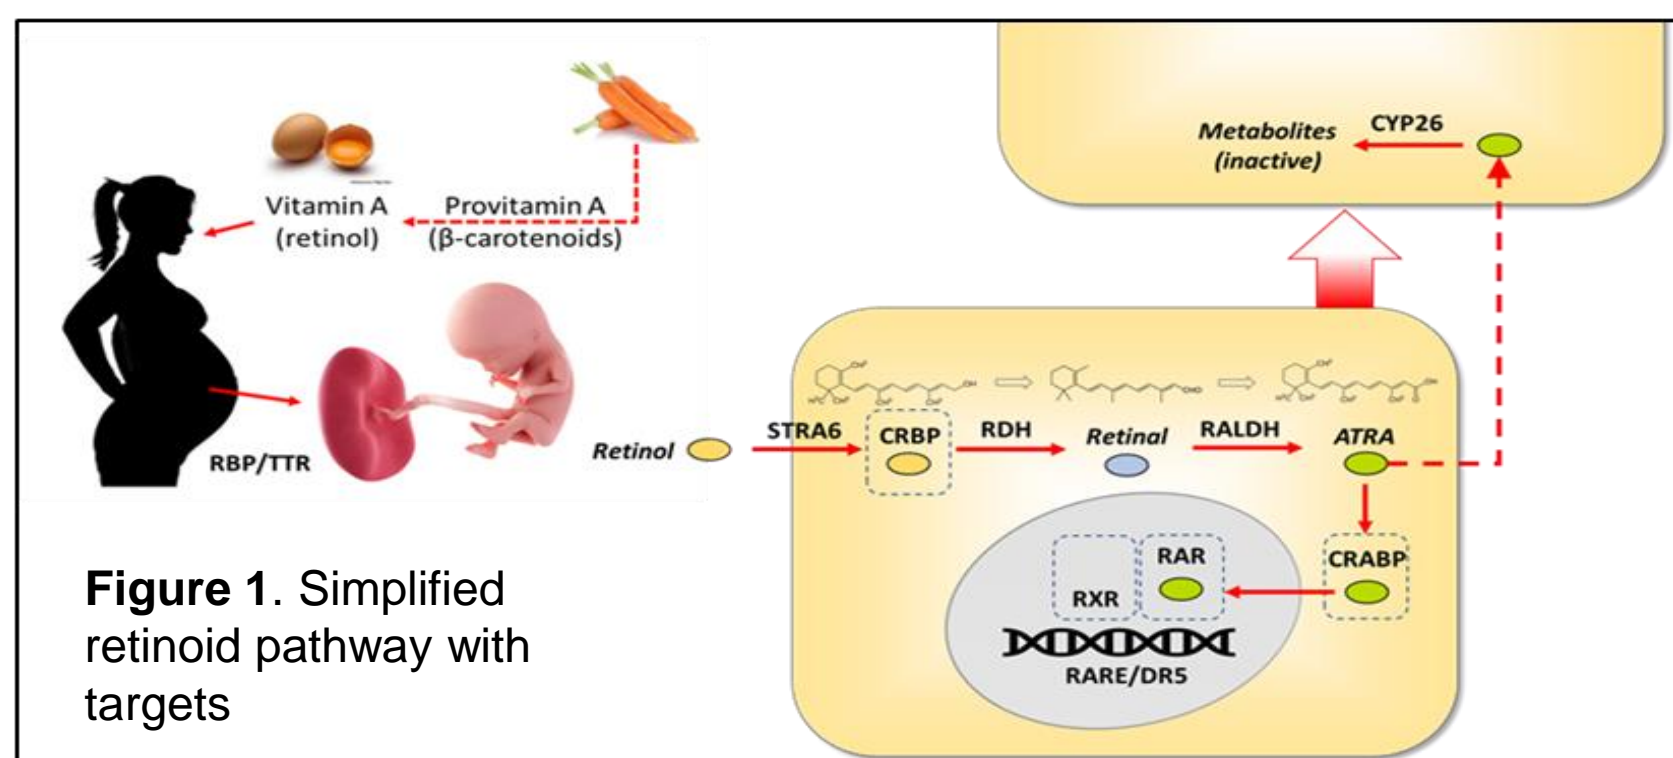 Vitamin A
(retinol)
Provitamin A
(β-carotenoids)
RBP/TTR
Metabolites
(inactive)
CYP26
Retinol
STRA6
CRBP
RDH
Retinal
RALDH
ATRA
CRABP
RAR
RXR
RARE/DR5
Figure 1. Simplified
retinoid pathway with
targets